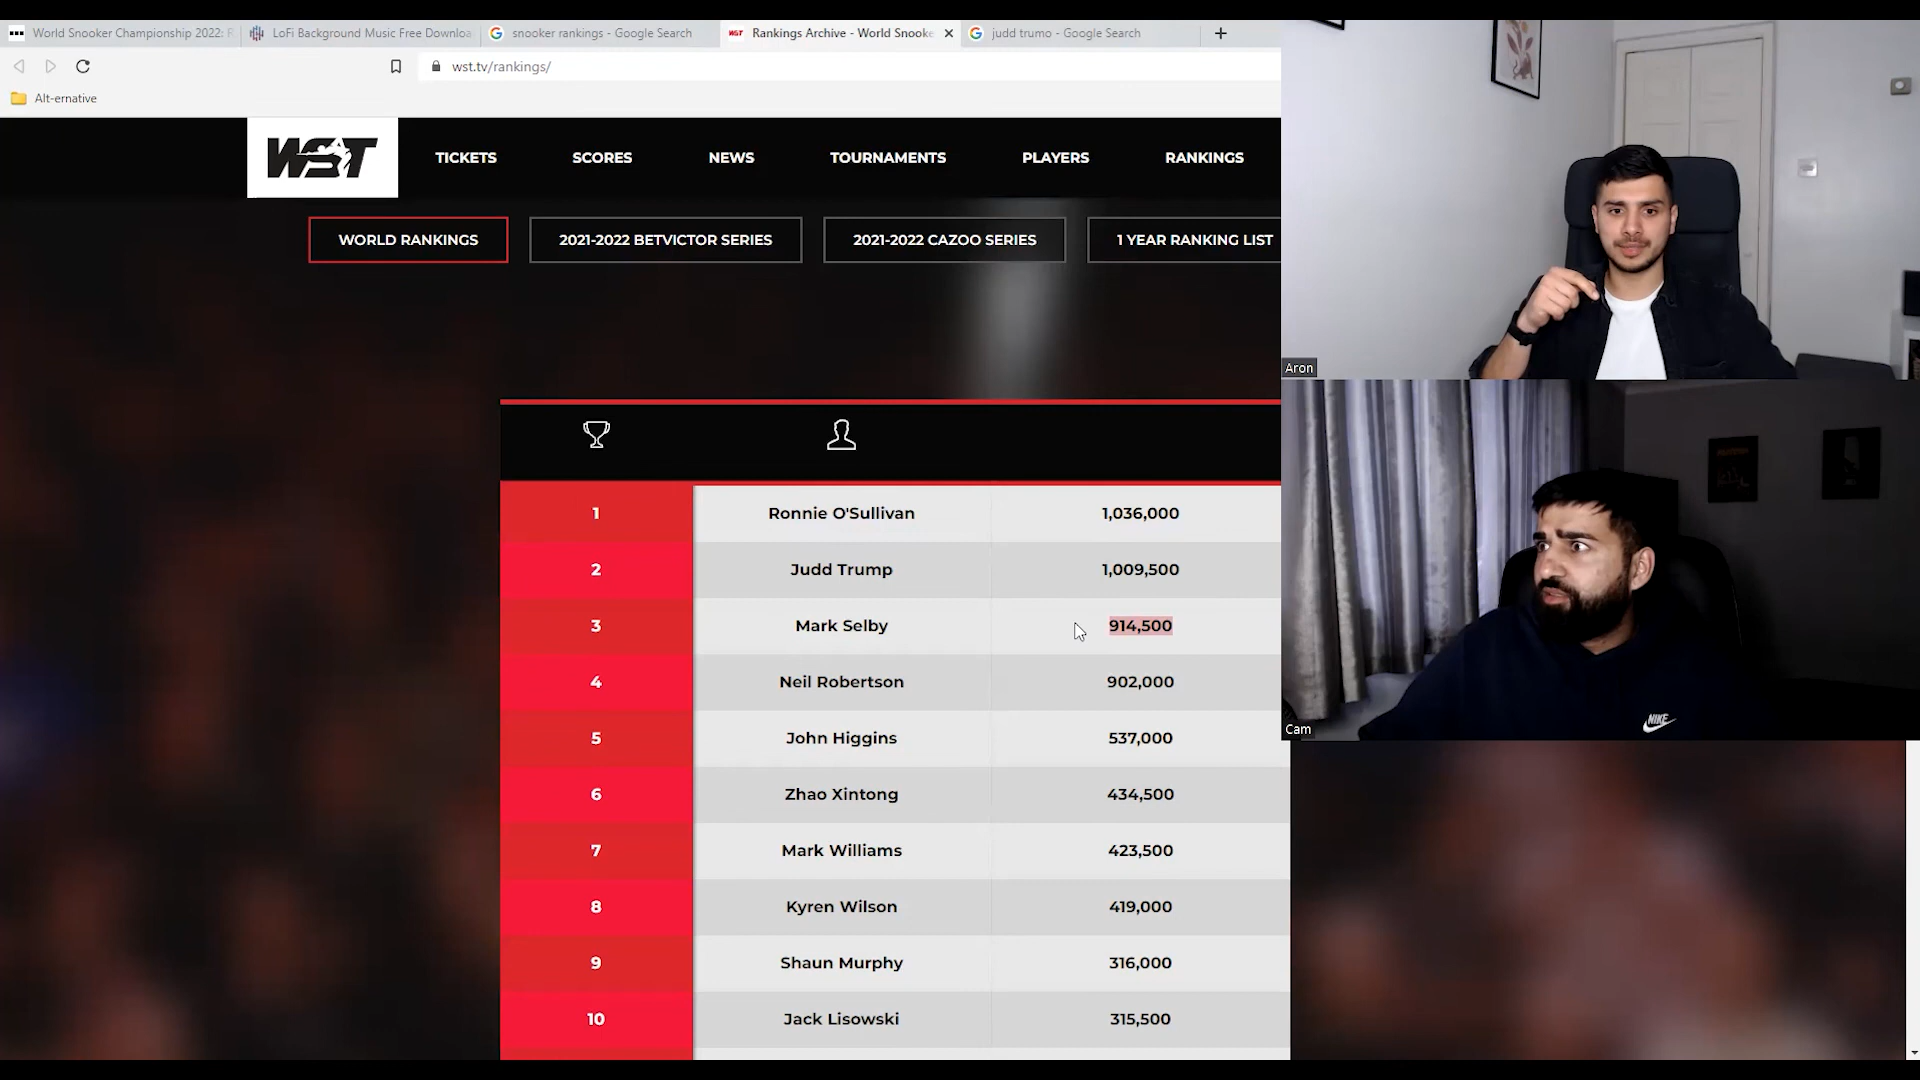 World Snooker Championship 2022: R
LoFi Background Music Free Downloa
snooker rankings - Google Search
Rankings Archive - World Snooke
judd trumo - Google Search
wst.tv/rankings/
Alt-ernative
WST
TICKETS
SCORES
NEWS
TOURNAMENTS
PLAYERS
RANKINGS
WORLD RANKINGS
2021-2022 BETVICTOR SERIES
2021-2022 CAZOO SERIES
1 YEAR RANKING LIST
1 Ronnie O'Sullivan 1,036,000
2 Judd Trump 1,009,500
3 Mark Selby 914,500
4 Neil Robertson 902,000
5 John Higgins 537,000
6 Zhao Xintong 434,500
7 Mark Williams 423,500
8 Kyren Wilson 419,000
9 Shaun Murphy 316,000
10 Jack Lisowski 315,500
Aron
NIKE
Cam